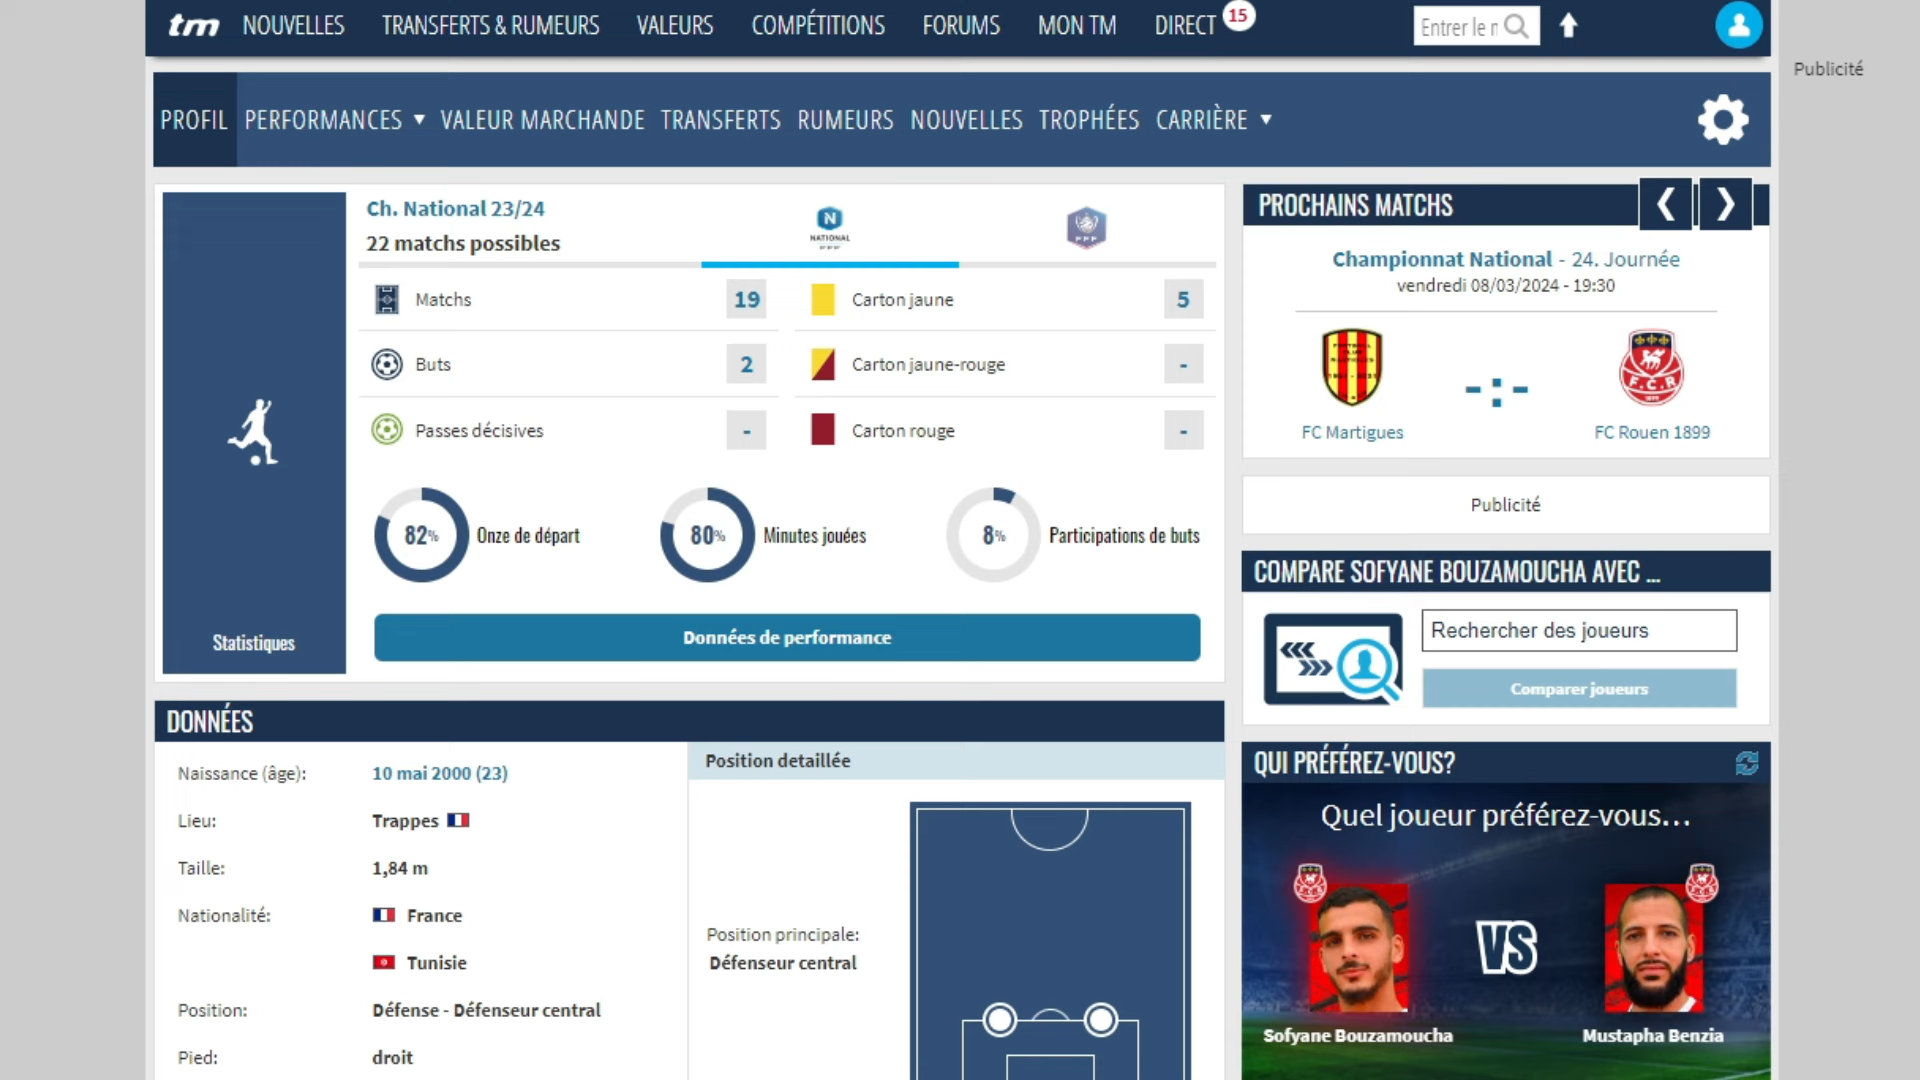 tm NOUVELLES TRANSFERTS & RUMEURS VALEURS COMPÉTITIONS FORUMS MON TM DIRECT 15 Entrer le n
Publicité
PROFIL PERFORMANCES ▼ VALEUR MARCHANDE TRANSFERTS RUMEURS NOUVELLES TROPHÉES CARRIÈRE ▼
Ch. National 23/24
22 matchs possibles
N
NATIONAL
FFF
Matchs 19 Carton jaune 5
Buts 2 Carton jaune-rouge -
Passes décisives - Carton rouge -
82% Onze de départ 80% Minutes jouées 8% Participations de buts
Statistiques
Données de performance
PROCHAINS MATCHS
Championnat National - 24. Journée
vendredi 08/03/2024 - 19:30
-:-
F.C.R
1899
FC Martigues FC Rouen 1899
Publicité
COMPARE SOFYANE BOUZAMOUCHA AVEC ...
Rechercher des joueurs
Comparer joueurs
DONNÉES
Naissance (âge): 10 mai 2000 (23)
Lieu: Trappes
Taille: 1,84 m
Nationalité: France
Tunisie
Position: Défense - Défenseur central
Pied: droit
Position detaillée
Position principale:
Défenseur central
QUI PRÉFÉREZ-VOUS?
Quel joueur préférez-vous...
VS
Sofyane Bouzamoucha Mustapha Benzia